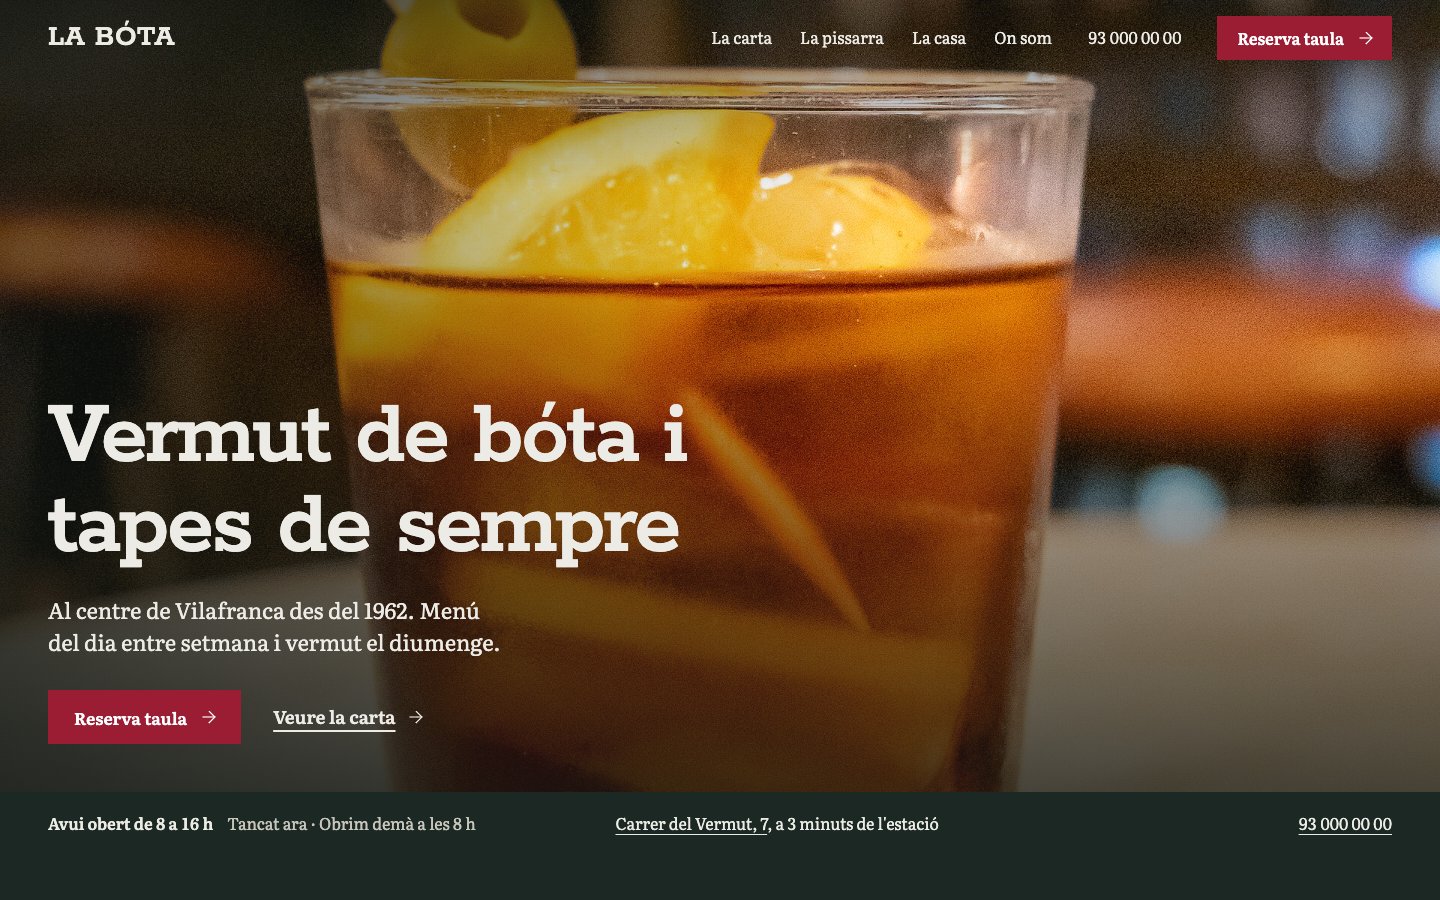 LA BÓTA
La carta La pissarra La casa On som 93 000 00 00 Reserva taula →
Vermut de bóta i
tapes de sempre
Al centre de Vilafranca des del 1962. Menú
del dia entre setmana i vermut el diumenge.
Reserva taula → Veure la carta →
Avui obert de 8 a 16 h Tancat ara · Obrim demà a les 8 h Carrer del Vermut, 7, a 3 minuts de l'estació 93 000 00 00